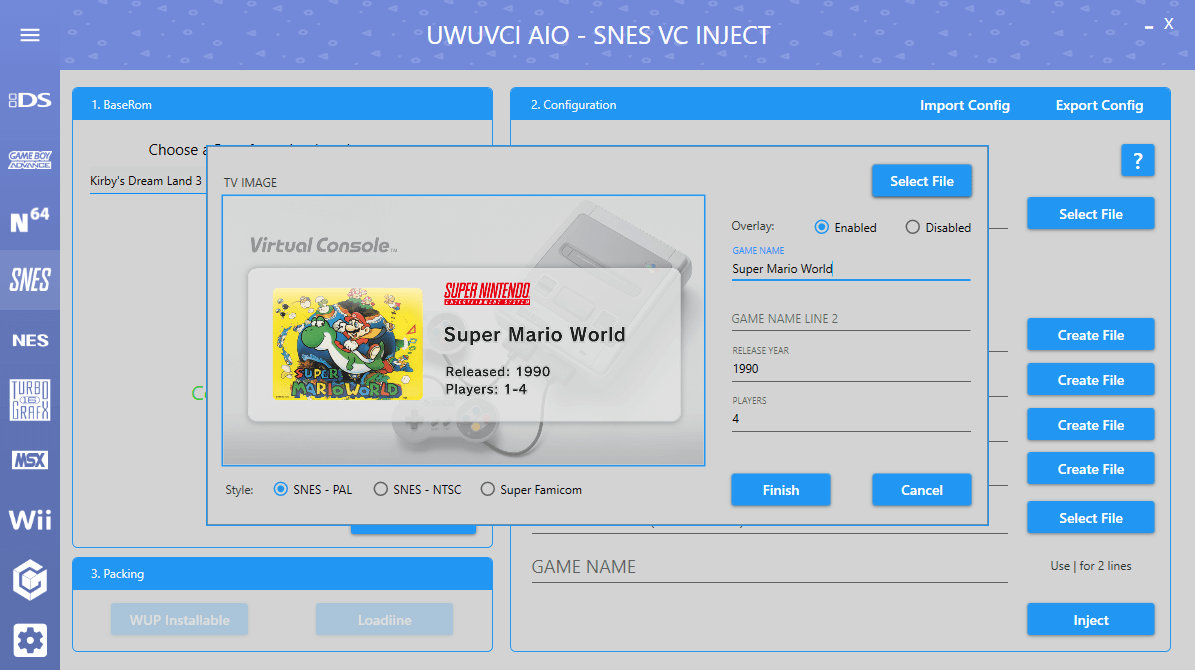 UWUVCI AIO - SNES VC INJECT
X
DS
GAME BOY
ADVANCE
N64
SNES
NES
TURBO
GRAFX
MSX
Wii
1. BaseRom
Choose a
Kirby's Dream Land 3
2. Configuration
Import Config
Export Config
?
Select File
Create File
Create File
Create File
Create File
Select File
GAME NAME
Use | for 2 lines
Inject
3. Packing
WUP Installable
Loadiine
TV IMAGE
Select File
Virtual Console™
SUPER NINTENDO
ENTERTAINMENT SYSTEM
SUPER
MARIO WORLD
Super Mario World
Released: 1990
Players: 1-4
Overlay:
Enabled
Disabled
GAME NAME
Super Mario World
GAME NAME LINE 2
RELEASE YEAR
1990
PLAYERS
4
Style:
SNES - PAL
SNES - NTSC
Super Famicom
Finish
Cancel